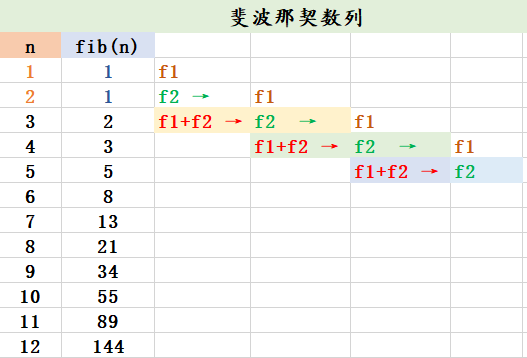 斐波那契数列
n fib(n)
1 1 f1
2 1 f2 → f1
3 2 f1+f2 → f2 → f1
4 3 f1+f2 → f2 → f1
5 5 f1+f2 → f2
6 8
7 13
8 21
9 34
10 55
11 89
12 144